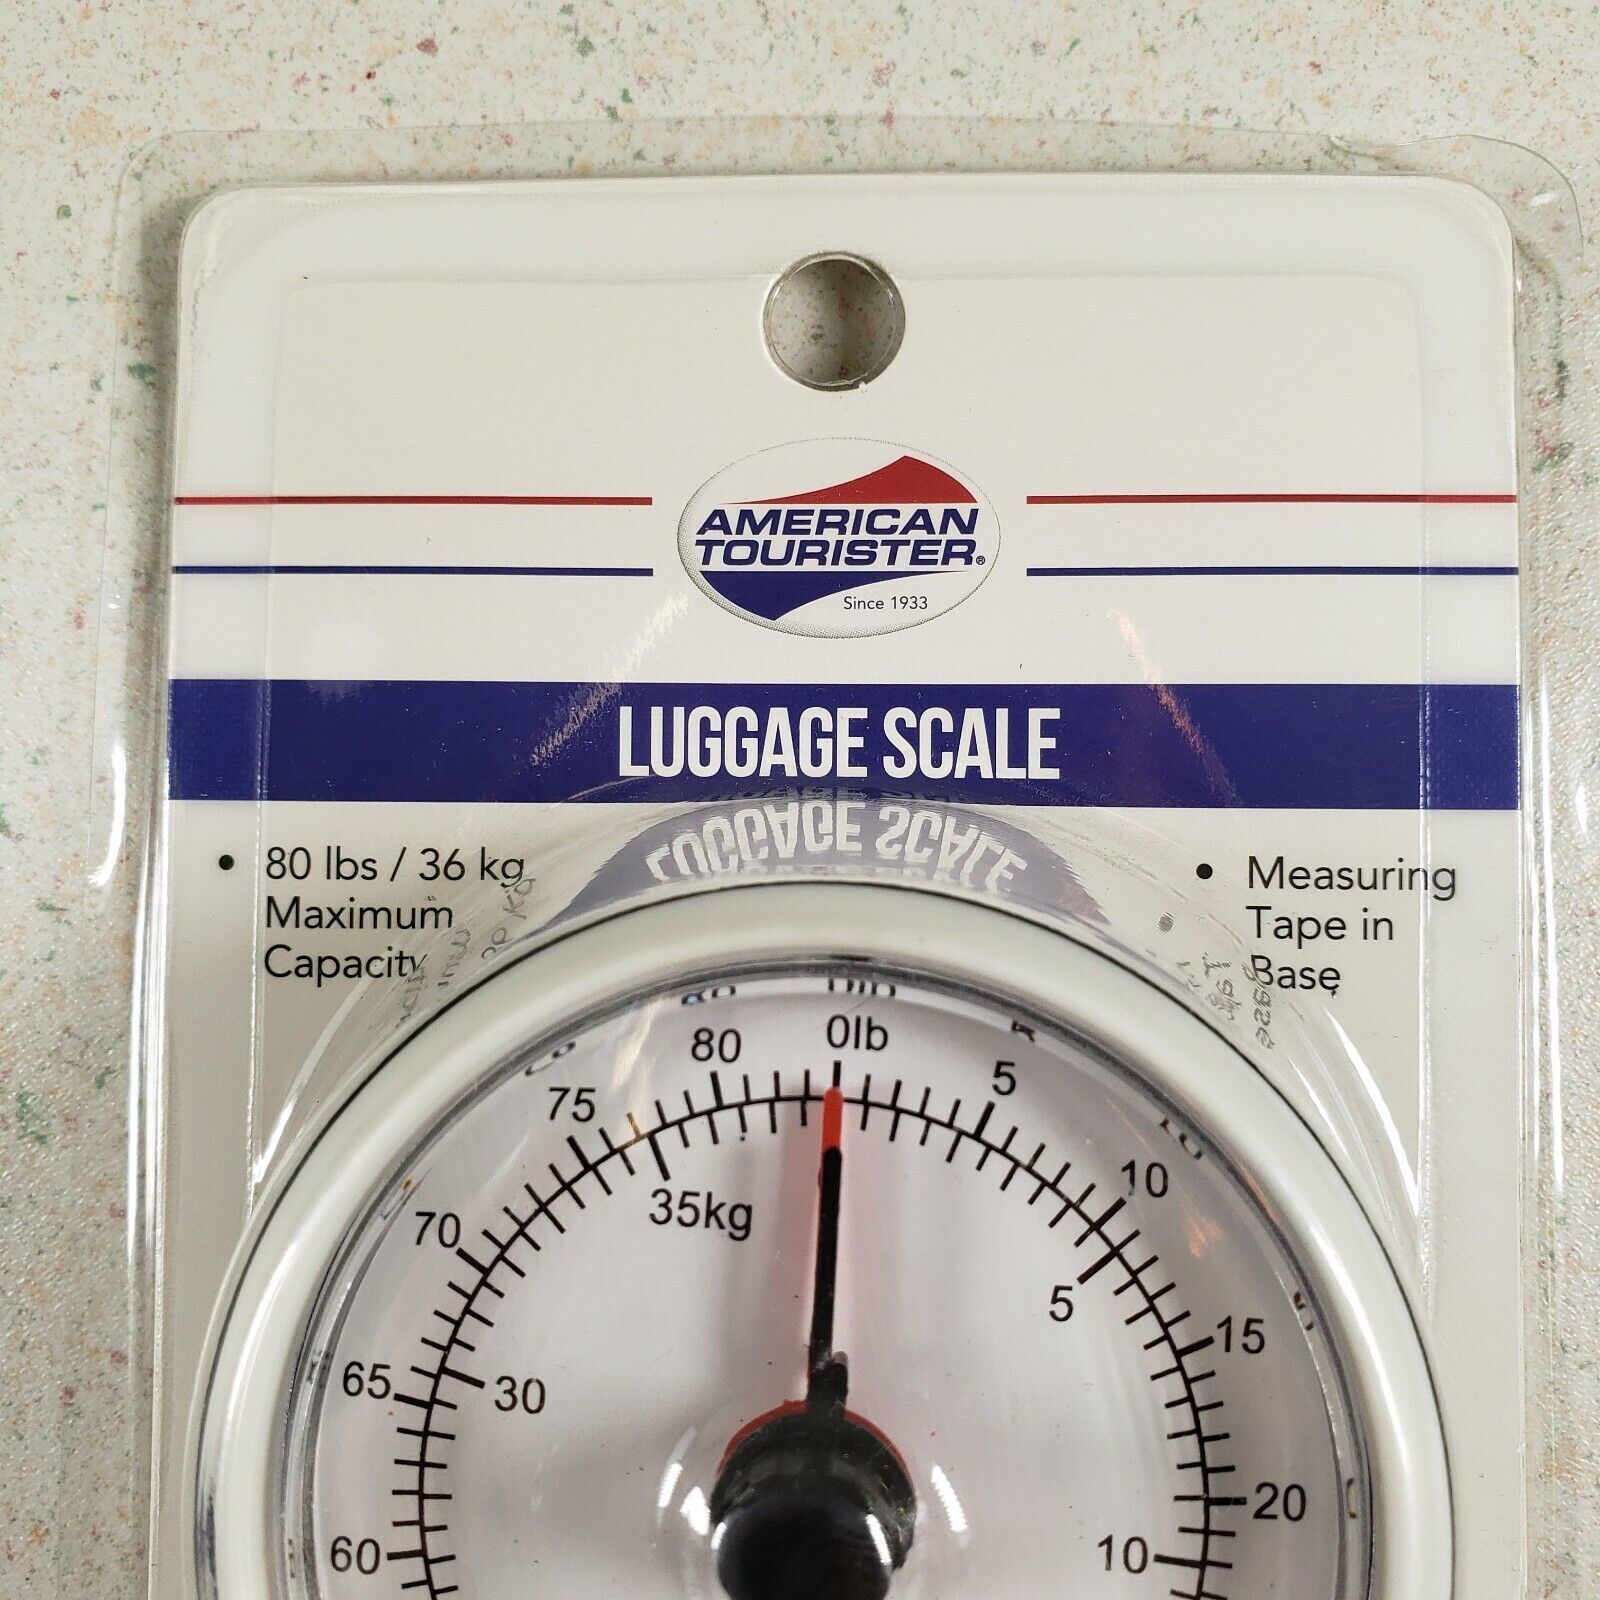 AMERICAN
TOURISTER®
Since 1933
LUGGAGE SCALE
• 80 lbs / 36 kg
Maximum
Capacity
• Measuring
Tape in
Base
80 0lb 5
75
10
70
35kg
5
15
65
30
20
60
10